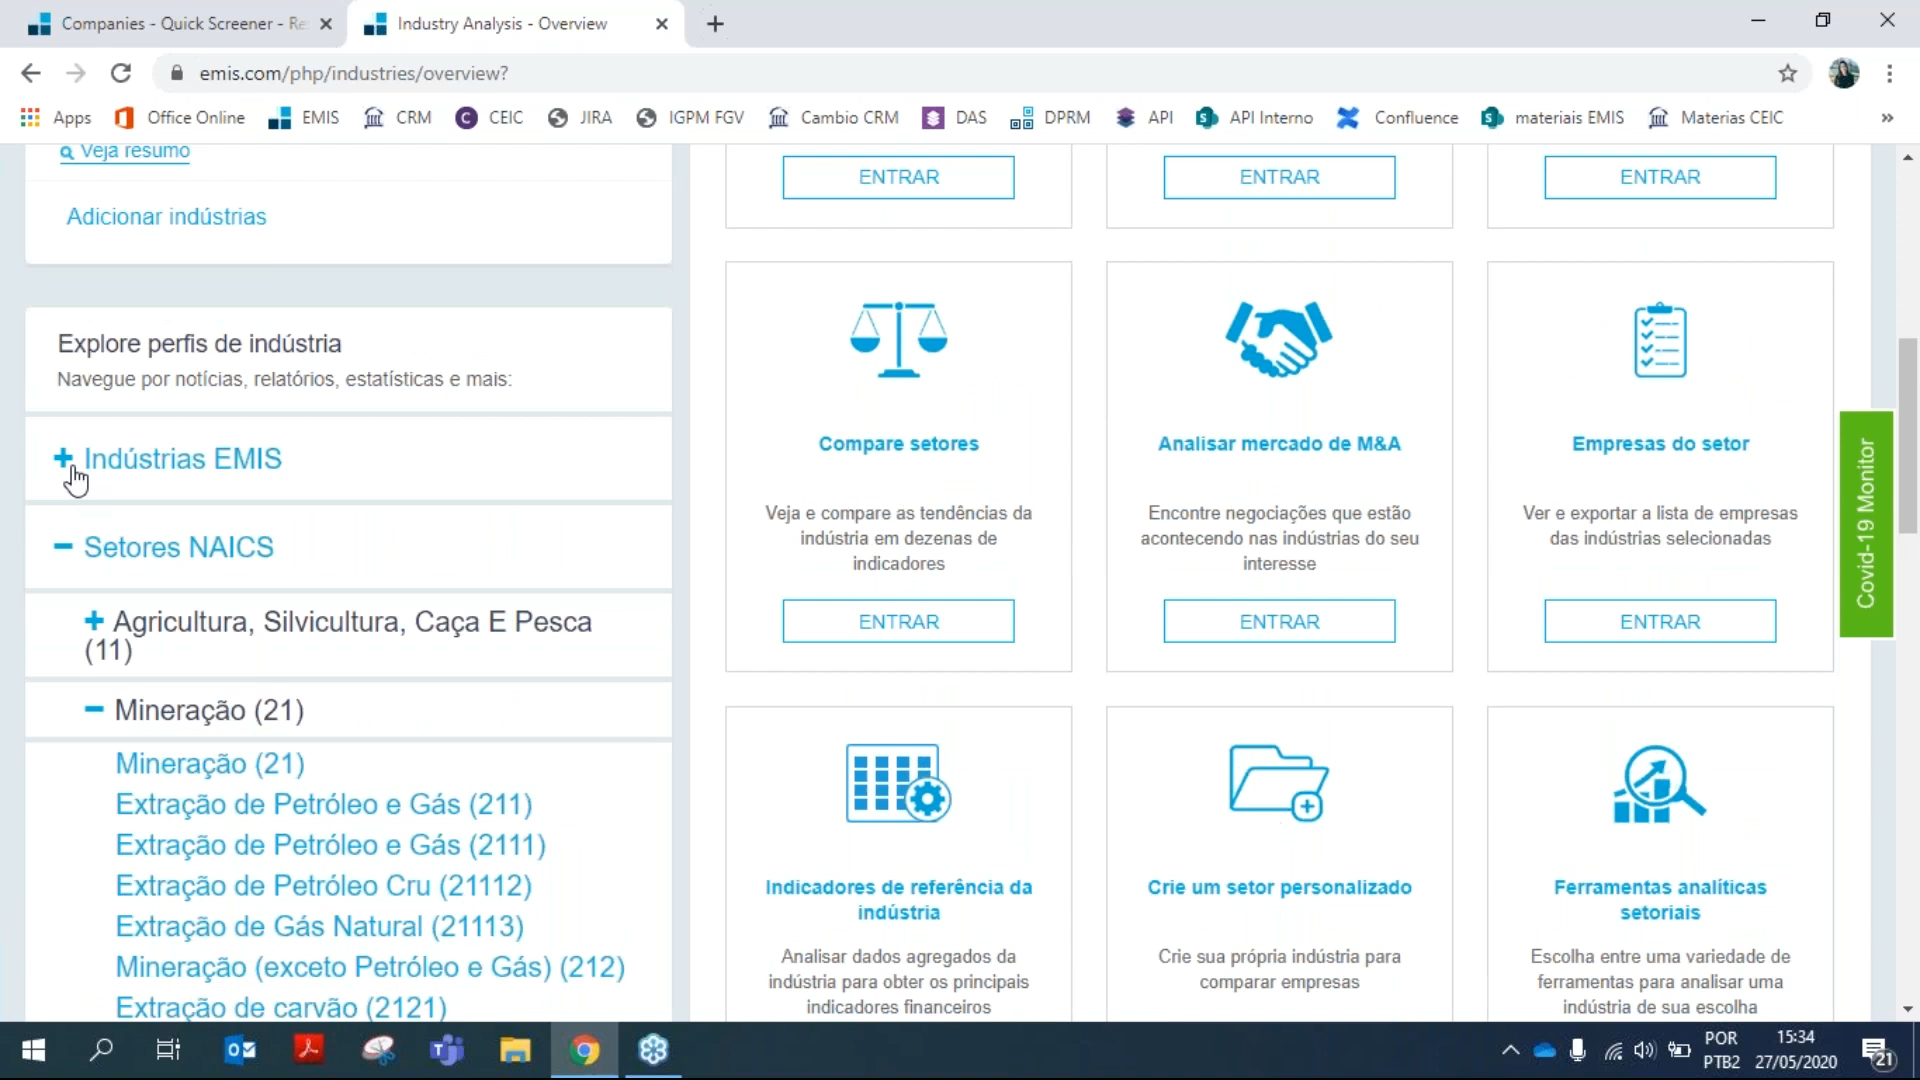 Companies - Quick Screener - Re
Industry Analysis - Overview
emis.com/php/industries/overview?
Apps
Office Online
EMIS
CRM
CEIC
JIRA
IGPM FGV
Cambio CRM
DAS
DPRM
API
API Interno
Confluence
materiais EMIS
Materias CEIC
»
Veja resumo
Adicionar indústrias
Explore perfis de indústria
Navegue por notícias, relatórios, estatísticas e mais:
Indústrias EMIS
Setores NAICS
Agricultura, Silvicultura, Caça E Pesca
(11)
Mineração (21)
Mineração (21)
Extração de Petróleo e Gás (211)
Extração de Petróleo e Gás (2111)
Extração de Petróleo Cru (21112)
Extração de Gás Natural (21113)
Mineração (exceto Petróleo e Gás) (212)
Extração de carvão (2121)
ENTRAR
ENTRAR
ENTRAR
Compare setores
Veja e compare as tendências da
indústria em dezenas de
indicadores
ENTRAR
Analisar mercado de M&A
Encontre negociações que estão
acontecendo nas indústrias do seu
interesse
ENTRAR
Empresas do setor
Ver e exportar a lista de empresas
das indústrias selecionadas
ENTRAR
Indicadores de referência da
indústria
Analisar dados agregados da
indústria para obter os principais
indicadores financeiros
Crie um setor personalizado
Crie sua própria indústria para
comparar empresas
Ferramentas analíticas
setoriais
Escolha entre uma variedade de
ferramentas para analisar uma
indústria de sua escolha
Covid-19 Monitor
POR
PTB2
15:34
27/05/2020
21